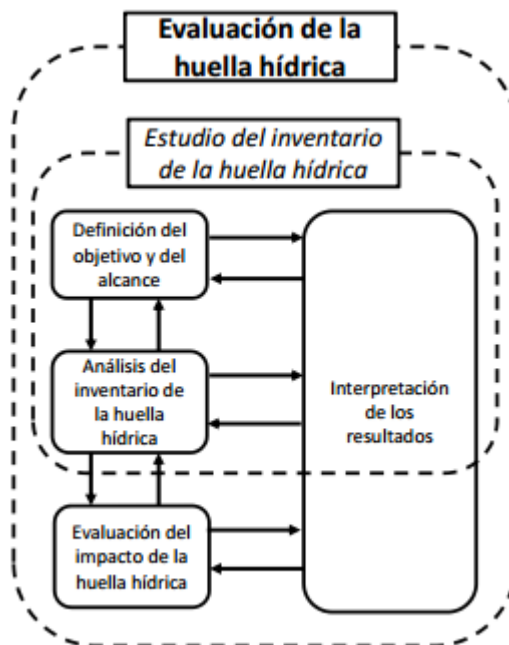 Evaluación de la
huella hídrica
Estudio del inventario
de la huella hídrica
Definición del
objetivo y del
alcance
Análisis del
inventario de
la huella
hídrica
Interpretación
de los
resultados
Evaluación del
impacto de la
huella hídrica